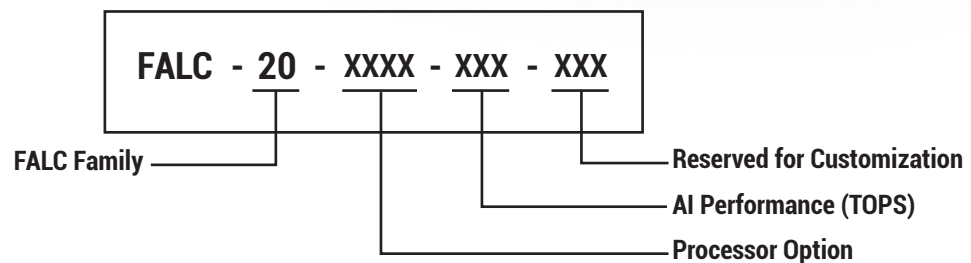 FALC - 20 - XXXX - XXX - XXX
FALC Family
Reserved for Customization
AI Performance (TOPS)
Processor Option